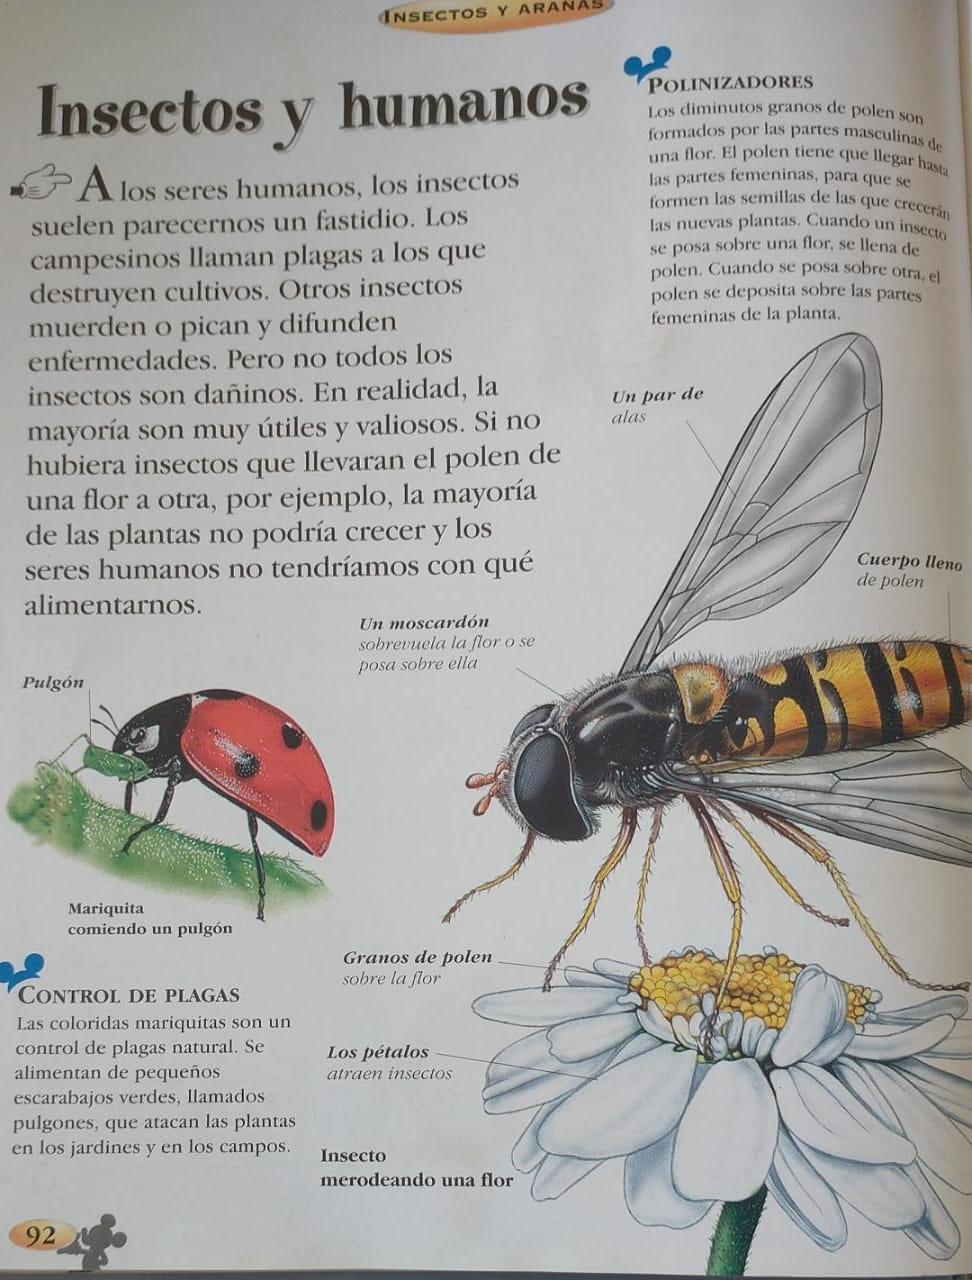 INSECTOS Y ARAÑAS
Insectos y humanos
A los seres humanos, los insectos
suelen parecernos un fastidio. Los
campesinos llaman plagas a los que
destruyen cultivos. Otros insectos
muerden o pican y difunden
enfermedades. Pero no todos los
insectos son dañinos. En realidad, la
mayoría son muy útiles y valiosos. Si no
hubiera insectos que llevaran el polen de
una flor a otra, por ejemplo, la mayoría
de las plantas no podría crecer y los
seres humanos no tendríamos con qué
alimentarnos.
POLINIZADORES
Los diminutos granos de polen son
formados por las partes masculinas de
una flor. El polen tiene que llegar hasta
las partes femeninas, para que se
formen las semillas de las que crecerán
las nuevas plantas. Cuando un insecto
se posa sobre una flor, se llena de
polen. Cuando se posa sobre otra, el
polen se deposita sobre las partes
femeninas de la planta.
Un par de
alas
Cuerpo lleno
de polen
Un moscardón
sobrevuela la flor o se
posa sobre ella
Pulgón
Mariquita
comiendo un pulgón
Granos de polen
sobre la flor
Los pétalos
atraen insectos
Insecto
merodeando una flor
CONTROL DE PLAGAS
Las coloridas mariquitas son un
control de plagas natural. Se
alimentan de pequeños
escarabajos verdes, llamados
pulgones, que atacan las plantas
en los jardines y en los campos.
92